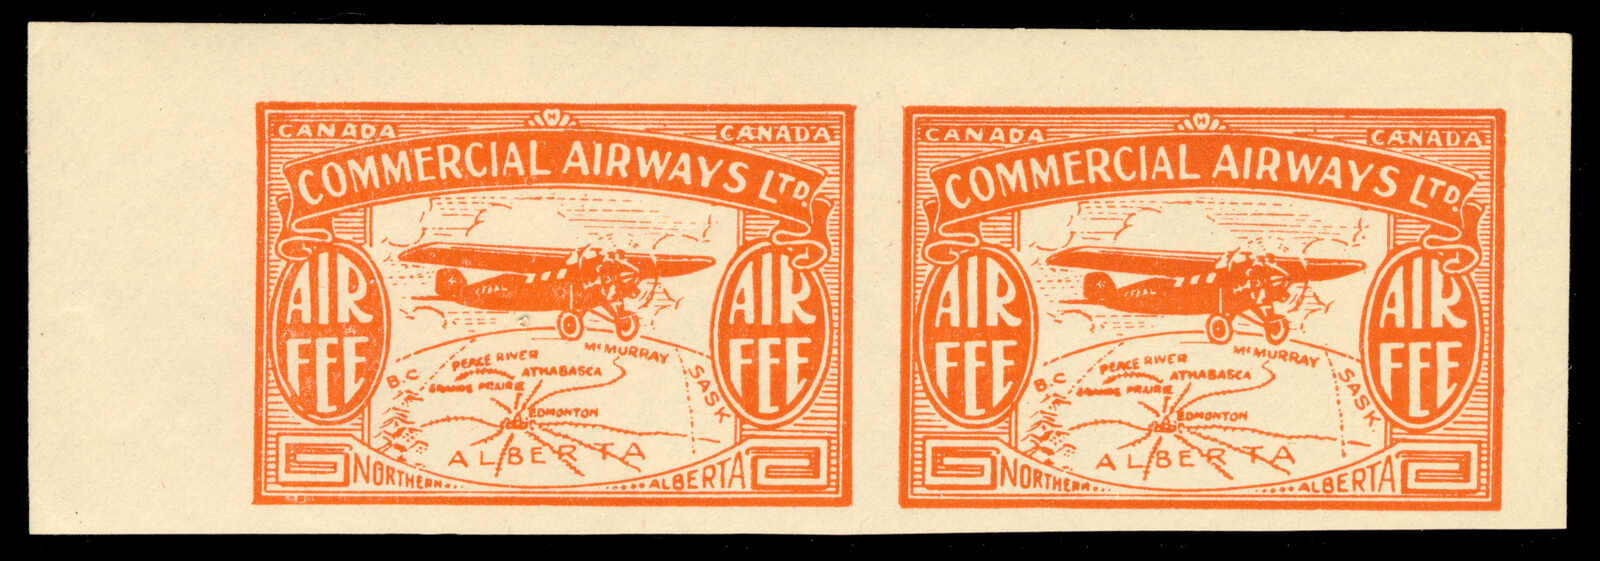 CANADA CANADA
COMMERCIAL AIRWAYS LTD.
AIR FEE
AIR FEE
McMURRAY
PEACE RIVER
ATHABASCA
GRANDE PRAIRIE
B.C
SASK
EDMONTON
ALBERTA
NORTHERN.... .....ALBERTA
CANADA CANADA
COMMERCIAL AIRWAYS LTD.
AIR FEE
AIR FEE
McMURRAY
PEACE RIVER
ATHABASCA
GRANDE PRAIRIE
B.C
SASK
EDMONTON
ALBERTA
NORTHERN.... .....ALBERTA